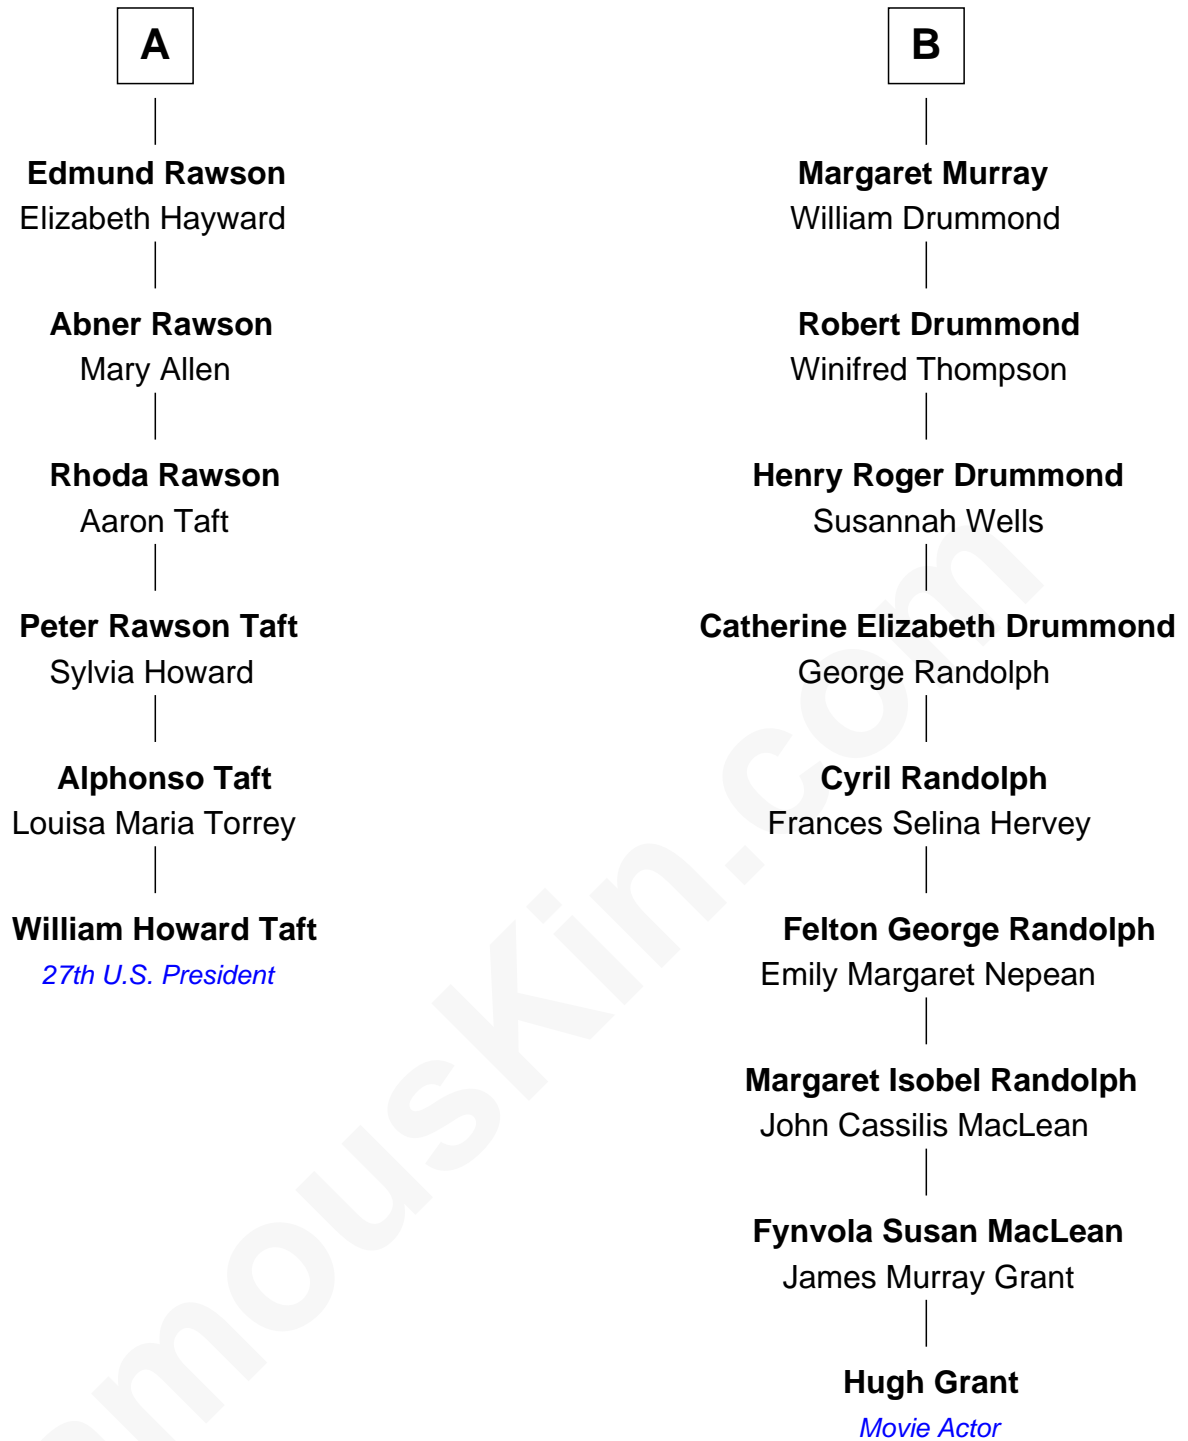 A
Edmund Rawson
Elizabeth Hayward
Abner Rawson
Mary Allen
Rhoda Rawson
Aaron Taft
Peter Rawson Taft
Sylvia Howard
Alphonso Taft
Louisa Maria Torrey
William Howard Taft
27th U.S. President
B
Margaret Murray
William Drummond
Robert Drummond
Winifred Thompson
Henry Roger Drummond
Susannah Wells
Catherine Elizabeth Drummond
George Randolph
Cyril Randolph
Frances Selina Hervey
Felton George Randolph
Emily Margaret Nepean
Margaret Isobel Randolph
John Cassilis MacLean
Fynvola Susan MacLean
James Murray Grant
Hugh Grant
Movie Actor
amouskin.com